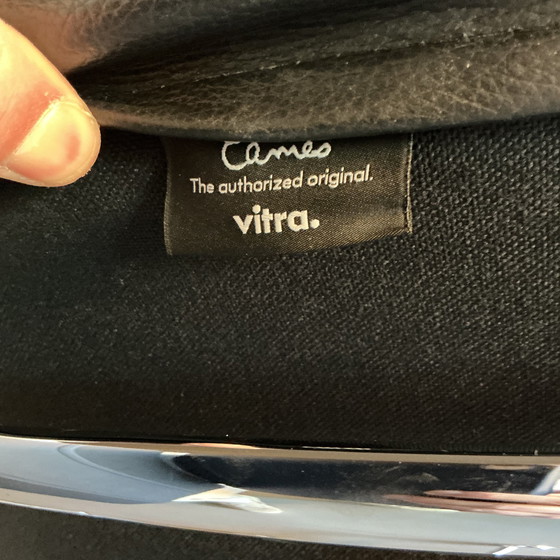 Eames
The authorized original.
vitra.